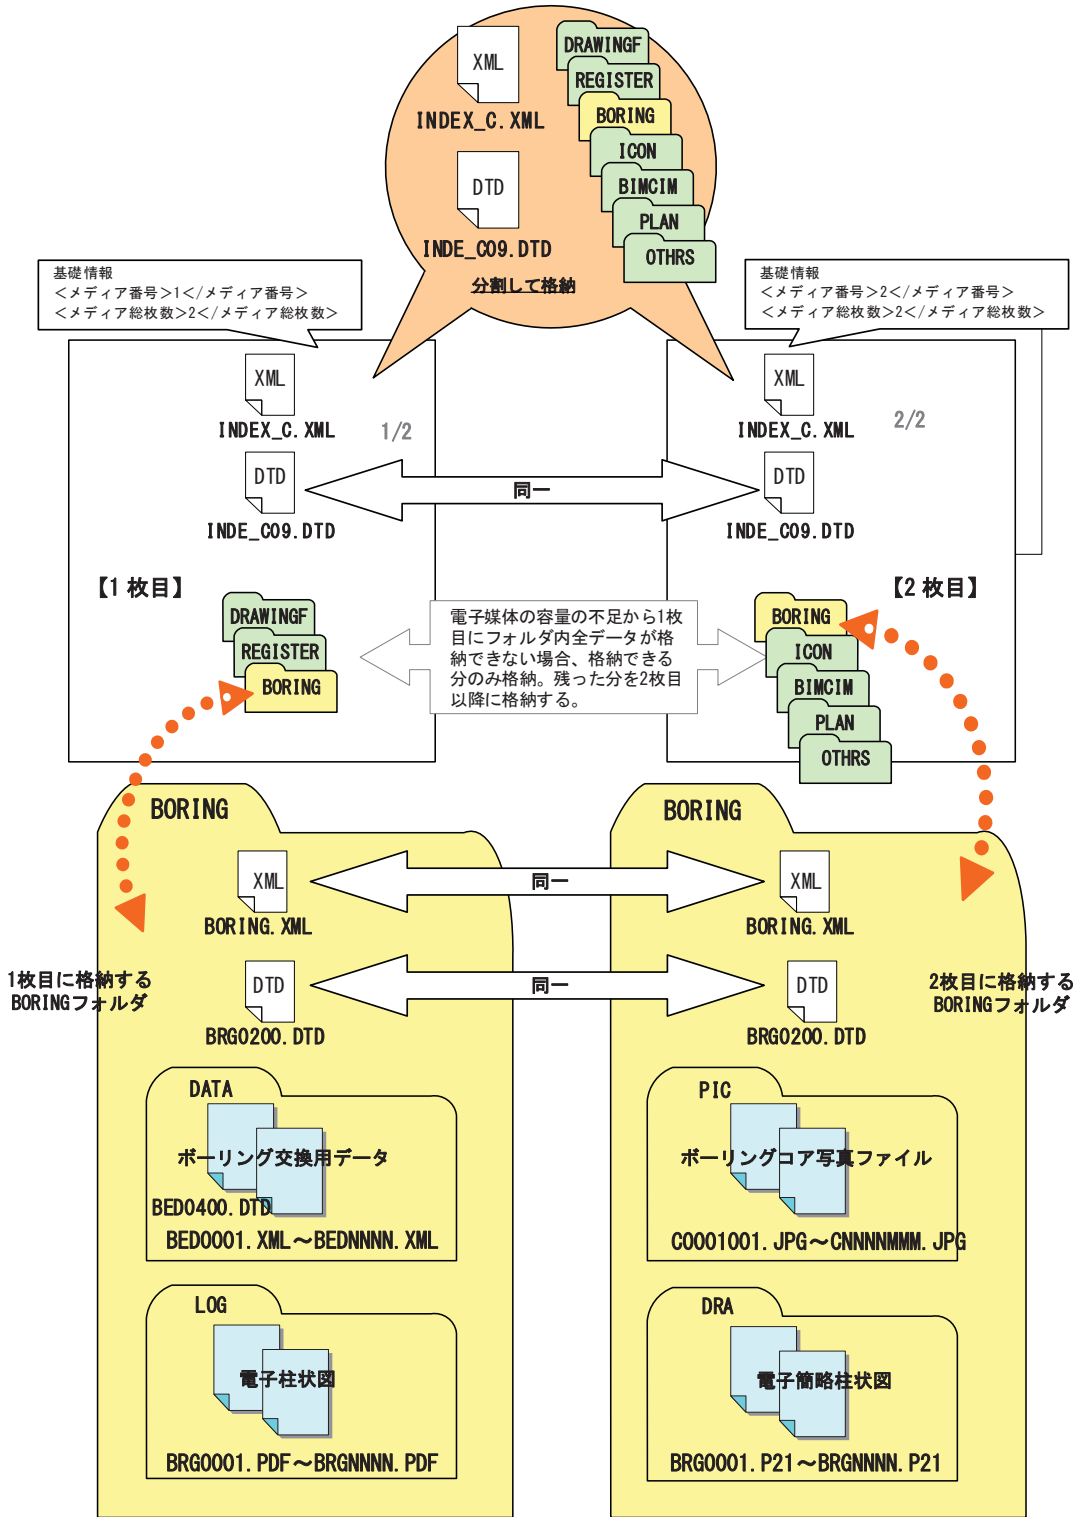 XML
INDEX_C.XML
DTD
INDE_C09.DTD
分割して格納
DRAWINGF
REGISTER
BORING
ICON
BIMCIM
PLAN
OTHRS
基礎情報
<メディア番号>1</メディア番号>
<メディア総枚数>2</メディア総枚数>
基礎情報
<メディア番号>2</メディア番号>
<メディア総枚数>2</メディア総枚数>
XML
INDEX_C.XML
1/2
DTD
INDE_C09.DTD
同一
XML
INDEX_C.XML
2/2
DTD
INDE_C09.DTD
【1枚目】
DRAWINGF
REGISTER
BORING
電子媒体の容量の不足から1枚
目にフォルダ内全データが格
納できない場合、格納できる
分のみ格納。残った分を2枚目
以降に格納する。
【2枚目】
BORING
ICON
BIMCIM
PLAN
OTHRS
BORING
XML
BORING.XML
同一
BORING
XML
BORING.XML
1枚目に格納する
BORINGフォルダ
DTD
BRG0200.DTD
同一
DTD
BRG0200.DTD
2枚目に格納する
BORINGフォルダ
DATA
ボーリング交換用データ
BED0400.DTD
BED0001.XML～BEDNNNN.XML
PIC
ボーリングコア写真ファイル
C0001001.JPG～CNNNNMMM.JPG
LOG
電子柱状図
BRG0001.PDF～BRGNNNN.PDF
DRA
電子簡略柱状図
BRG0001.P21～BRGNNNN.P21